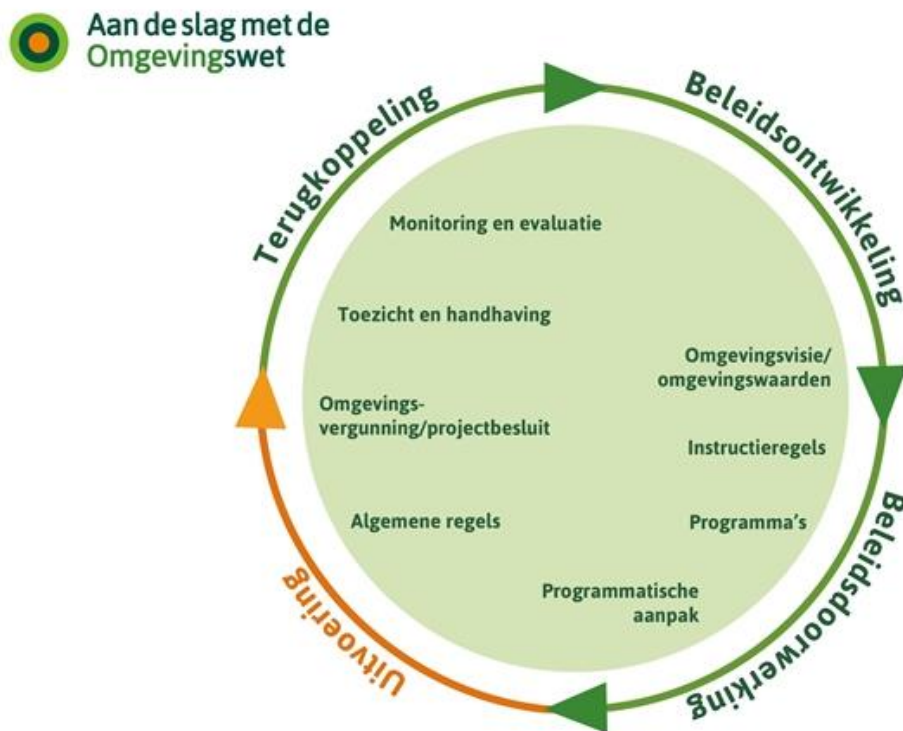 Aan de slag met de
Omgevingswet
Terugkoppeling
Beleidsontwikkeling
Monitoring en evaluatie
Toezicht en handhaving
Omgevingsvisie/
omgevingswaarden
Omgevings-
vergunning/projectbesluit
Instructieregels
Algemene regels
Programma's
Programmatische
aanpak
Uitvoering
Beleidsdoorwerking